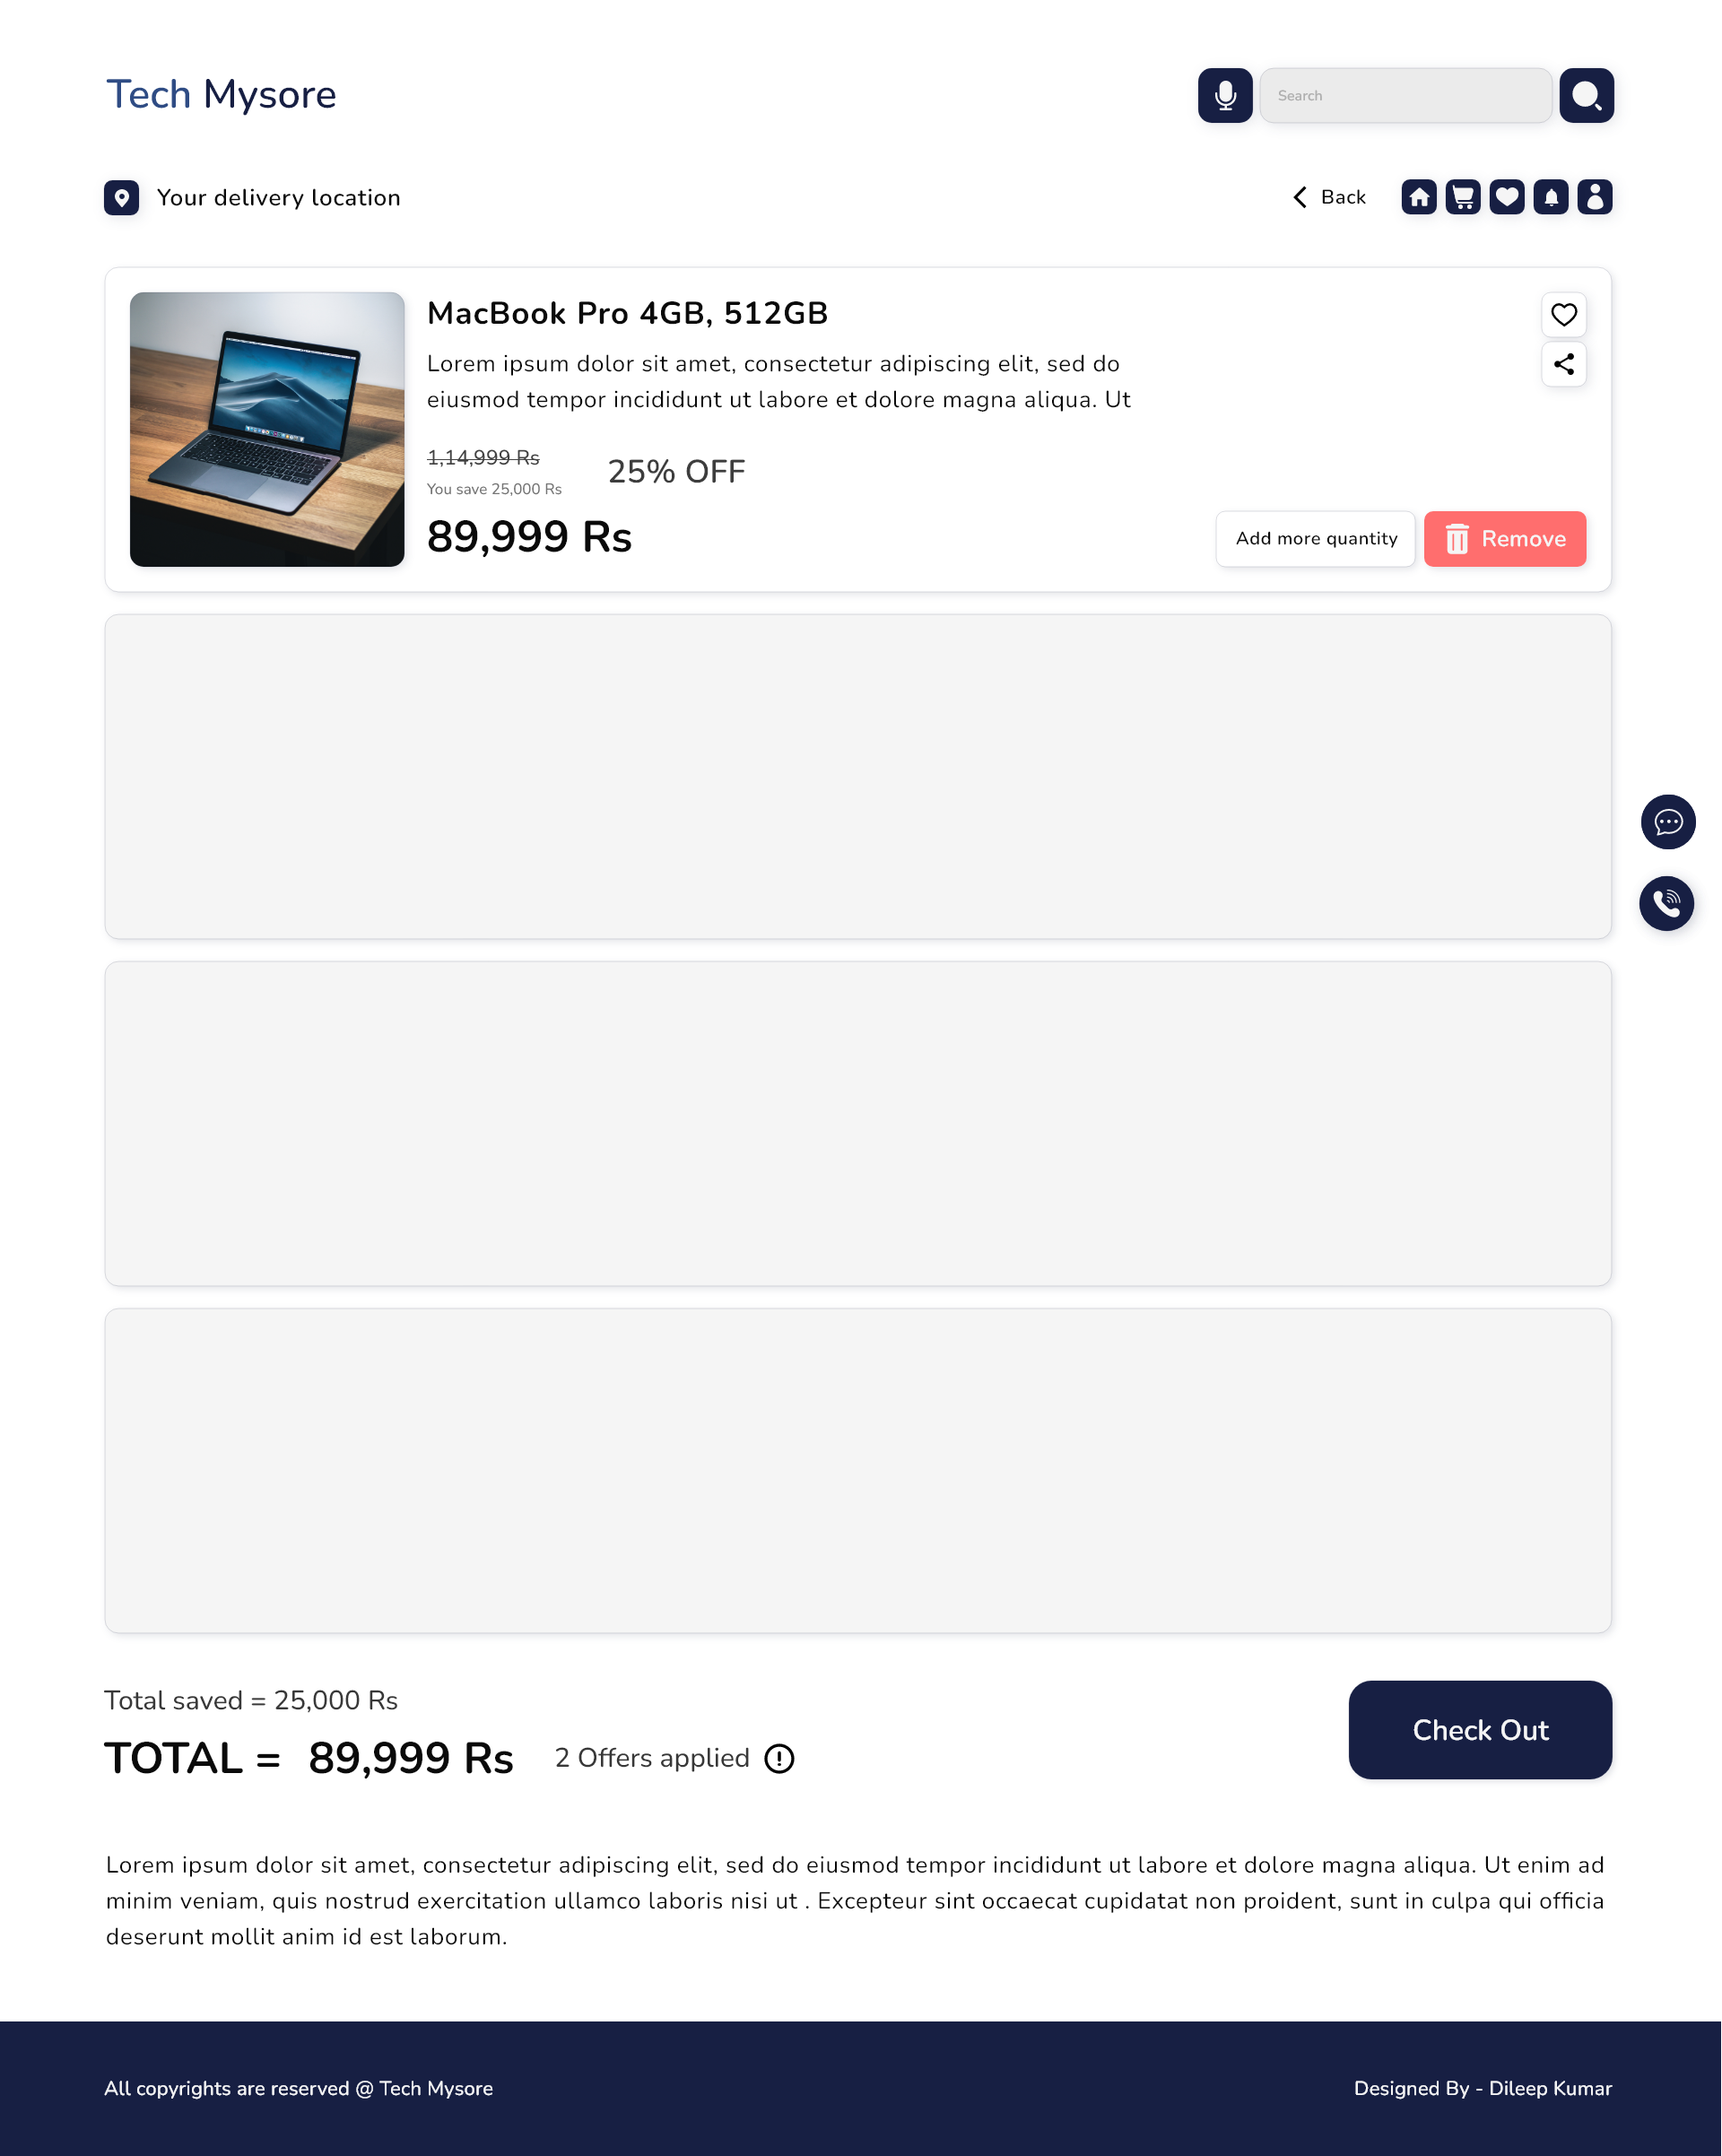 Tech Mysore
Search
Your delivery location
Back
MacBook Pro 4GB, 512GB
Lorem ipsum dolor sit amet, consectetur adipiscing elit, sed do
eiusmod tempor incididunt ut labore et dolore magna aliqua. Ut
1,14,999 Rs
25% OFF
You save 25,000 Rs
89,999 Rs
Add more quantity
Remove
Total saved = 25,000 Rs
TOTAL = 89,999 Rs
2 Offers applied
Check Out
Lorem ipsum dolor sit amet, consectetur adipiscing elit, sed do eiusmod tempor incididunt ut labore et dolore magna aliqua. Ut enim ad
minim veniam, quis nostrud exercitation ullamco laboris nisi ut . Excepteur sint occaecat cupidatat non proident, sunt in culpa qui officia
deserunt mollit anim id est laborum.
All copyrights are reserved @ Tech Mysore
Designed By - Dileep Kumar